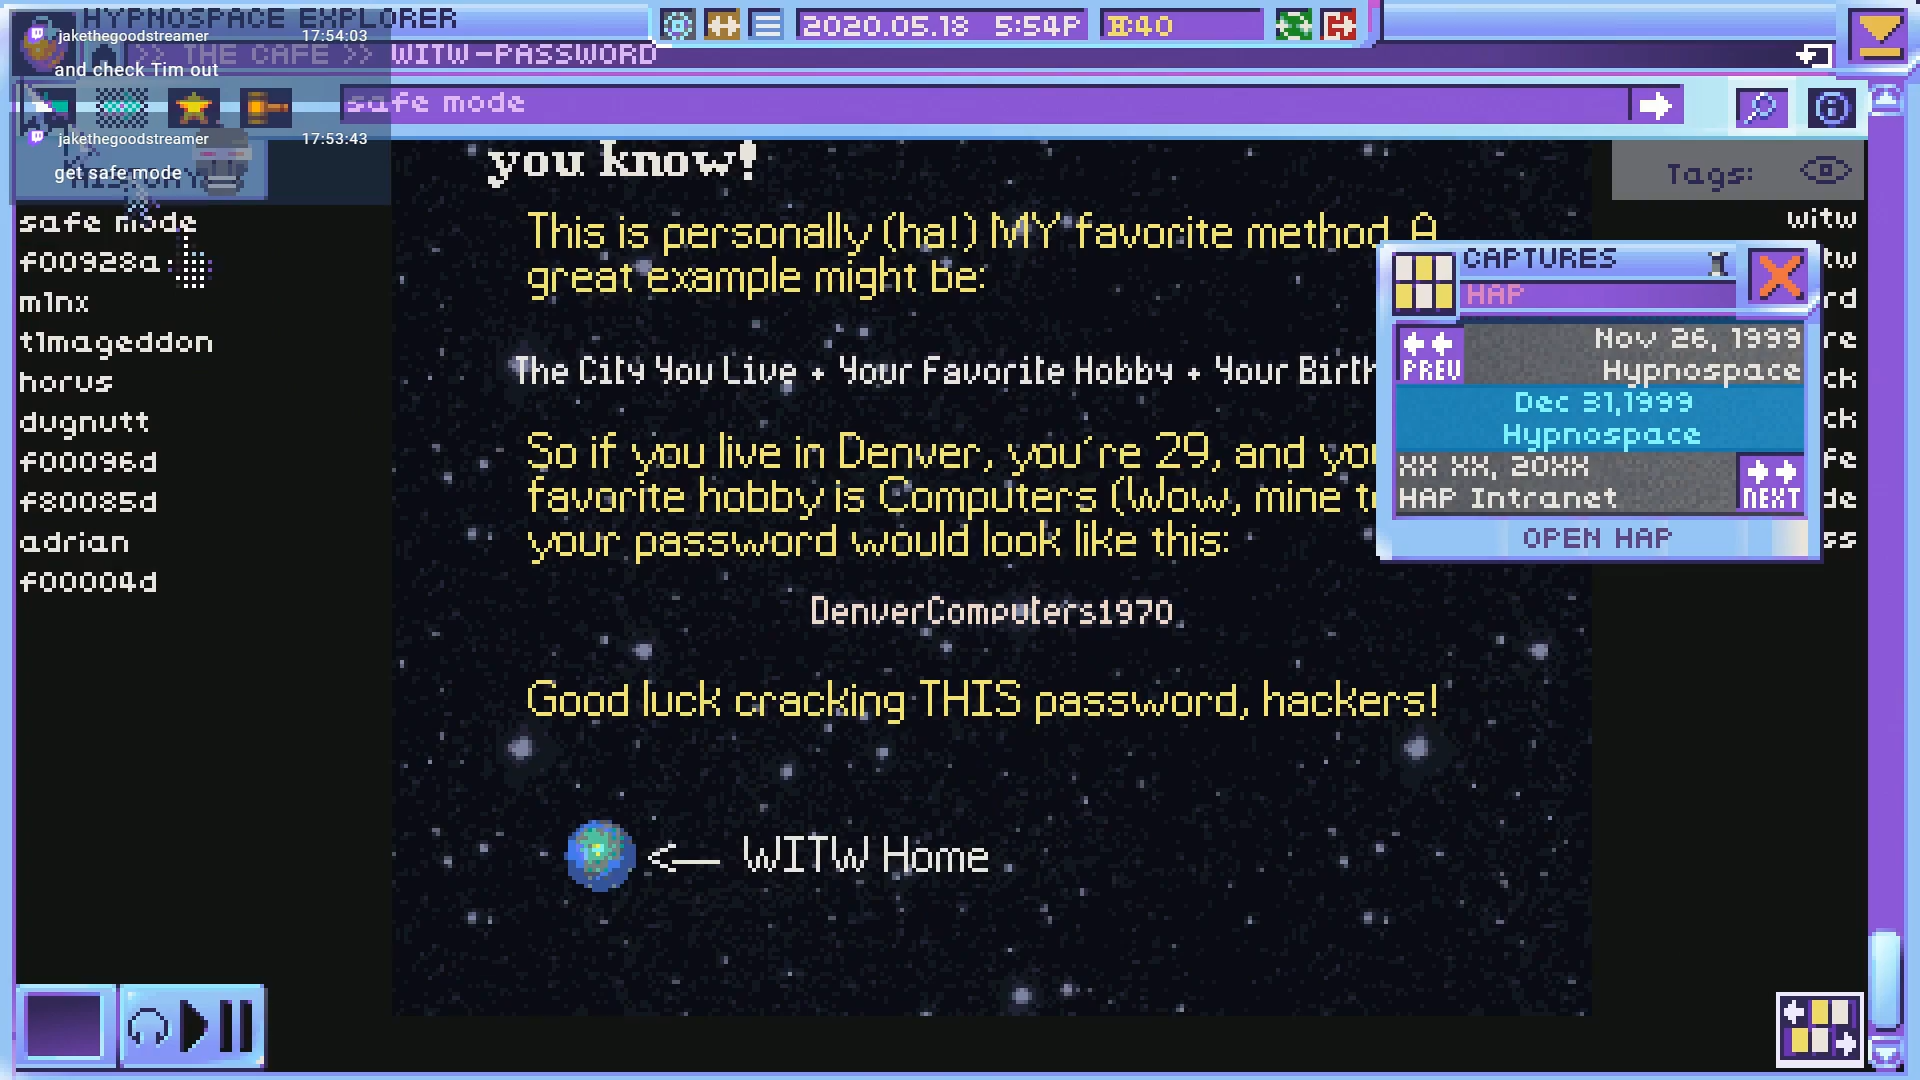 HYPNOSPACE EXPLORER
2020.05.18 5:54P
40
jakethegoodstreamer 17:54:03
>> THE CAFE >> WITW-PASSWORD
and check Tim out
safe mode
jakethegoodstreamer 17:53:43
get safe mode
Tags:
safe mode
f00928a
m1nx
t1mageddon
horus
dugnutt
f00096d
f80085d
adrian
f00004d
you know!
This is personally (ha!) MY favorite method. A
great example might be:
The City You Live + Your Favorite Hobby + Your Birth
So if you live in Denver, you're 29, and
favorite hobby is Computers (Wow, mine
your password would look like this:
DenverComputers1970
Good luck cracking THIS password, hackers!
<— WITW Home
witw
CAPTURES
HAP
PREV
Nov 26, 1999
Hypnospace
Dec 31,1999
Hypnospace
XX XX, 20XX
HAP Intranet
NEXT
OPEN HAP